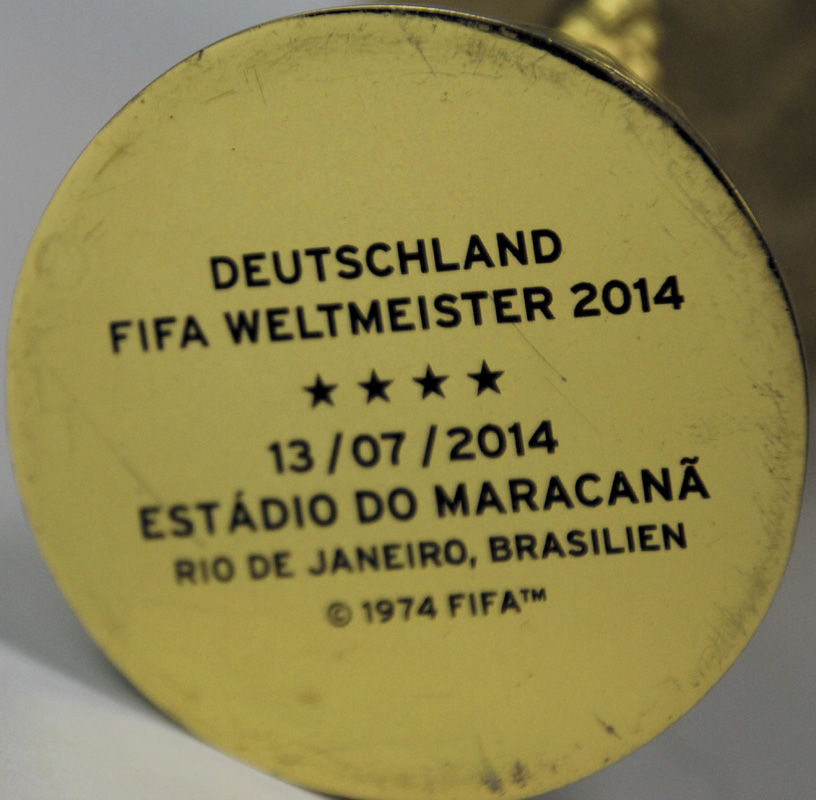 DEUTSCHLAND
FIFA WELTMEISTER 2014
★ ★ ★ ★
13/07/2014
ESTÁDIO DO MARACANÃ
RIO DE JANEIRO, BRASILIEN
© 1974 FIFA™